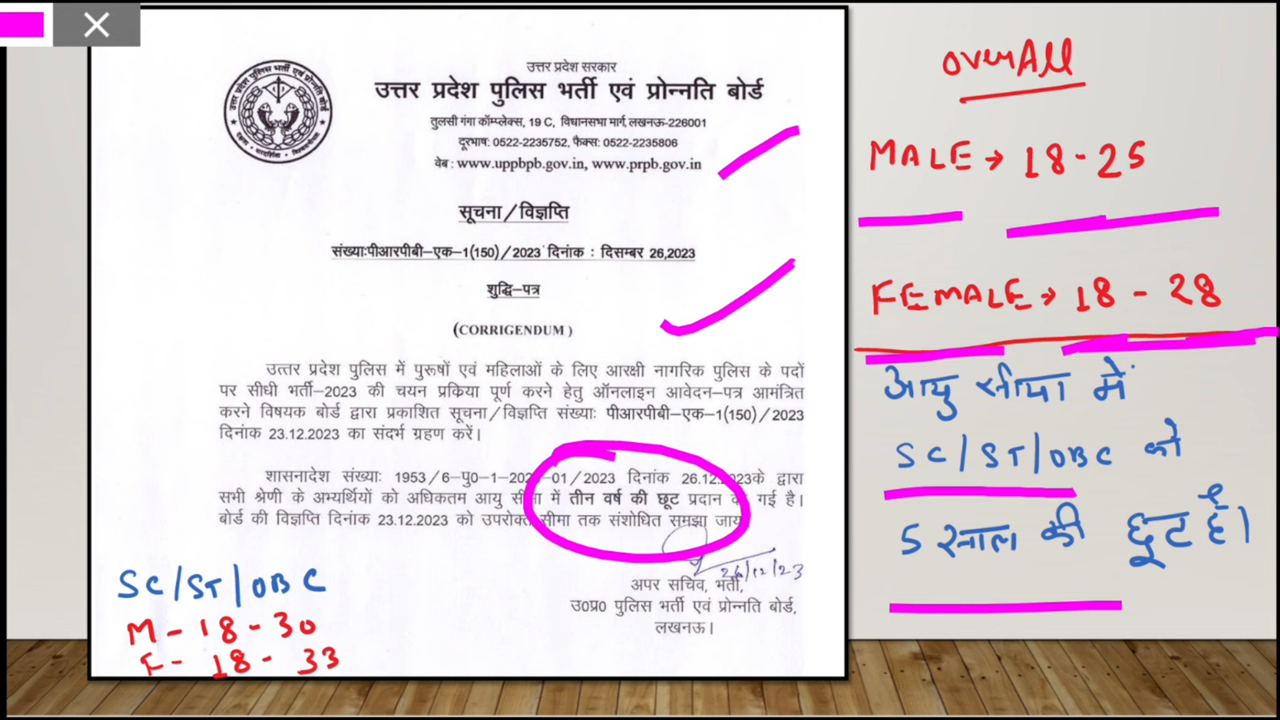 उत्तर प्रदेश सरकार
उत्तर प्रदेश पुलिस भर्ती एवं प्रोन्नति बोर्ड
तुलसी गंगा कॉम्प्लेक्स, 19 C, विधानसभा मार्ग, लखनऊ-226001
दूरभाष: 0522-2235752, फैक्स: 0522-2235806
वेब : www.uppbpb.gov.in, www.prpb.gov.in
सूचना/विज्ञप्ति
संख्या:पीआरपीबी-एक-1(150)/2023 दिनांक : दिसम्बर 26,2023
शुद्धि-पत्र
(CORRIGENDUM)
उत्तर प्रदेश पुलिस में पुरूषों एवं महिलाओं के लिए आरक्षी नागरिक पुलिस के पदों
पर सीधी भर्ती-2023 की चयन प्रक्रिया पूर्ण करने हेतु ऑनलाइन आवेदन-पत्र आमंत्रित
करने विषयक बोर्ड द्वारा प्रकाशित सूचना/विज्ञप्ति संख्याः पीआरपीबी-एक-1(150)/2023
दिनांक 23.12.2023 का संदर्भ ग्रहण करें।
शासनादेश संख्याः 1953/6-पु0-1-202 -01/2023 दिनांक 26.12. 023के द्वारा
सभी श्रेणी के अभ्यर्थियों को अधिकतम आयु सीमा में तीन वर्ष की छूट प्रदान की गई है।
बोर्ड की विज्ञप्ति दिनांक 23.12.2023 को उपरोक्त सीमा तक संशोधित समझा जाय
26/12/23
अपर सचिव, भर्ती,
उ0प्र0 पुलिस भर्ती एवं प्रोन्नति बोर्ड,
लखनऊ।
SC/ST/OBC
M - 18 - 30
F - 18 - 33
OverAll
MALE → 18 - 25
FEMALE → 18 - 28
आयु सीमा में
SC/ST/OBC को
5 साल की छूट है।